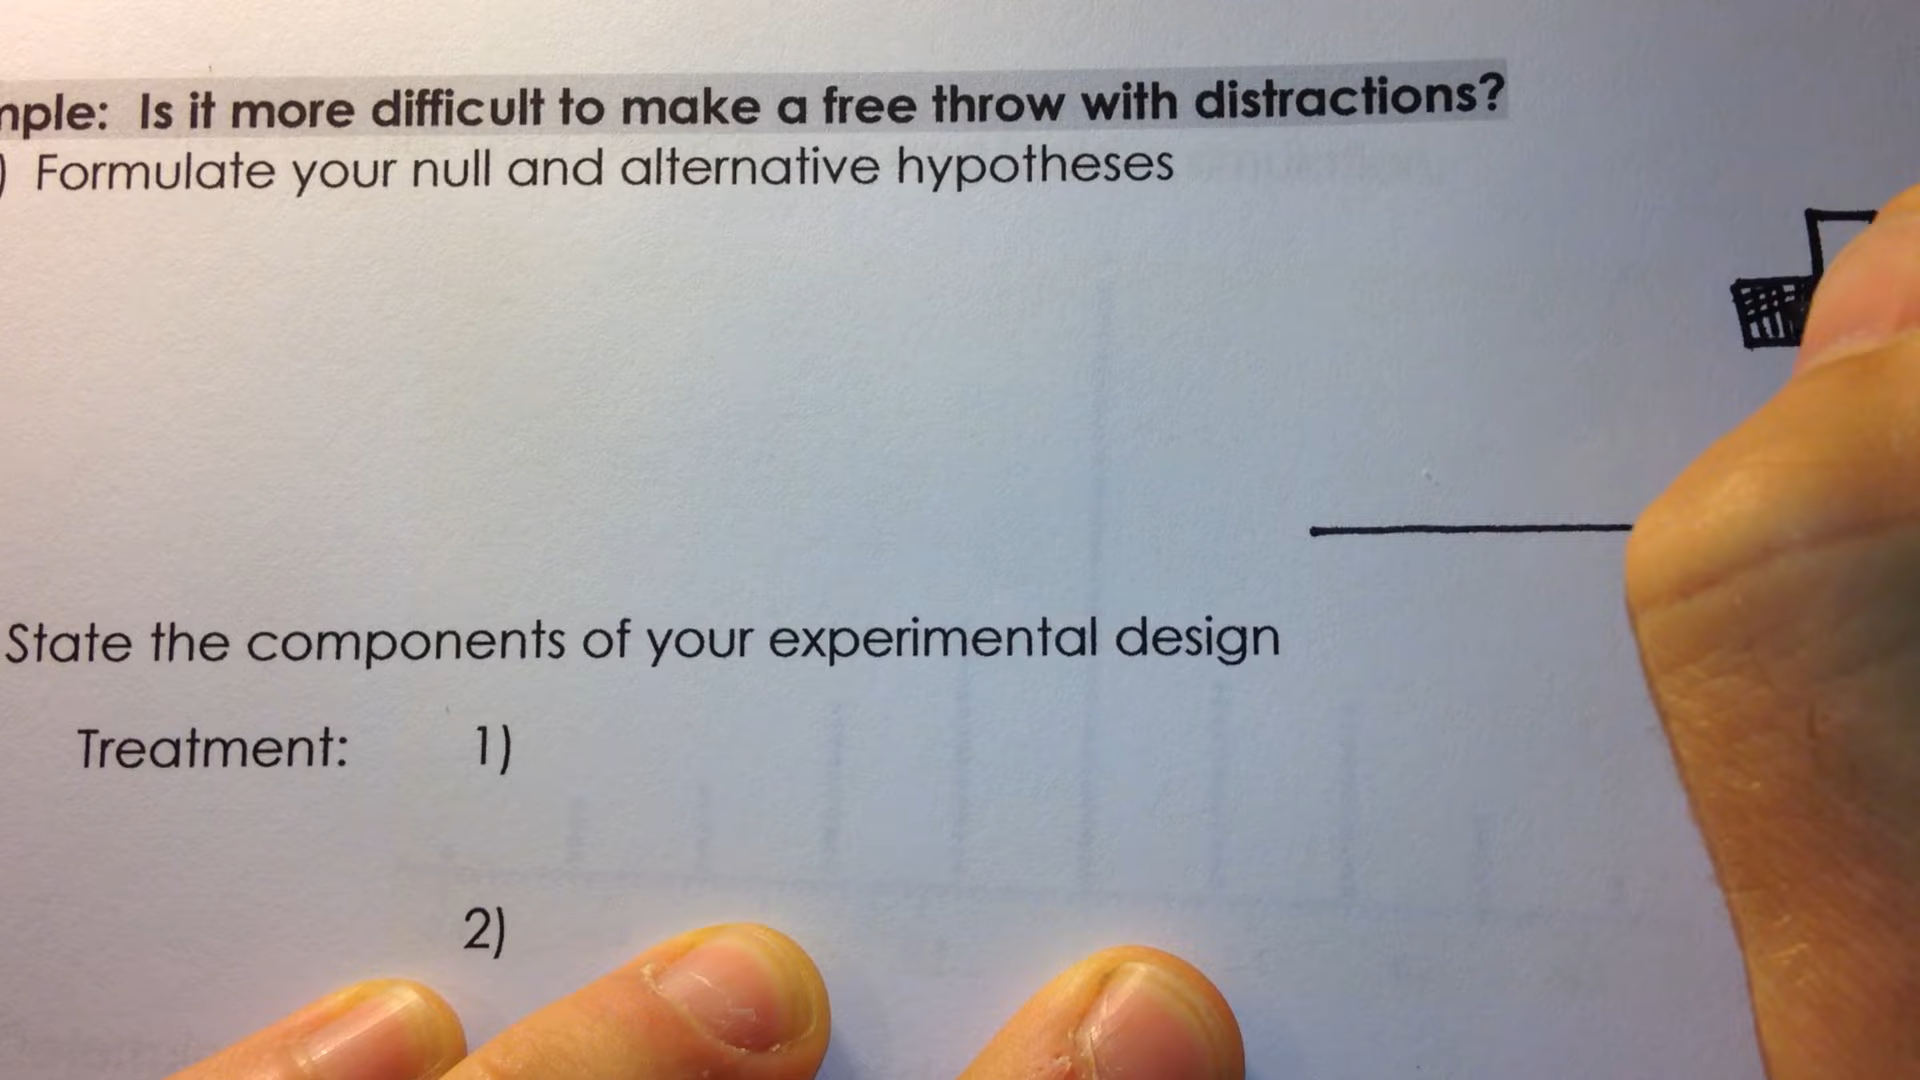 mple: Is it more difficult to make a free throw with distractions?
) Formulate your null and alternative hypotheses
State the components of your experimental design
Treatment: 1)
2)